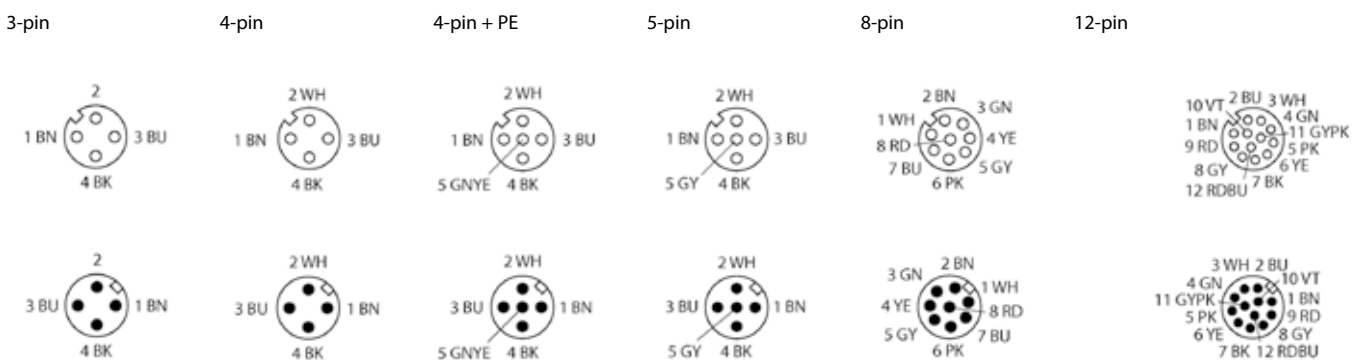 3-pin
4-pin
4-pin + PE
5-pin
8-pin
12-pin
2
1 BN
3 BU
4 BK
2 WH
1 BN
3 BU
4 BK
2 WH
1 BN
3 BU
5 GNYE
4 BK
2 WH
1 BN
3 BU
5 GY
4 BK
2 BN
3 GN
1 WH
8 RD
4 YE
7 BU
5 GY
6 PK
10 VT
2 BU
3 WH
4 GN
1 BN
11 GYPK
9 RD
5 PK
8 GY
6 YE
12 RDBU
7 BK
2
3 BU
1 BN
4 BK
2 WH
3 BU
1 BN
4 BK
2 WH
3 BU
1 BN
5 GNYE
4 BK
2 WH
3 BU
1 BN
5 GY
4 BK
2 BN
3 GN
1 WH
4 YE
8 RD
5 GY
7 BU
6 PK
3 WH
2 BU
4 GN
10 VT
11 GYPK
1 BN
5 PK
9 RD
6 YE
8 GY
7 BK
12 RDBU